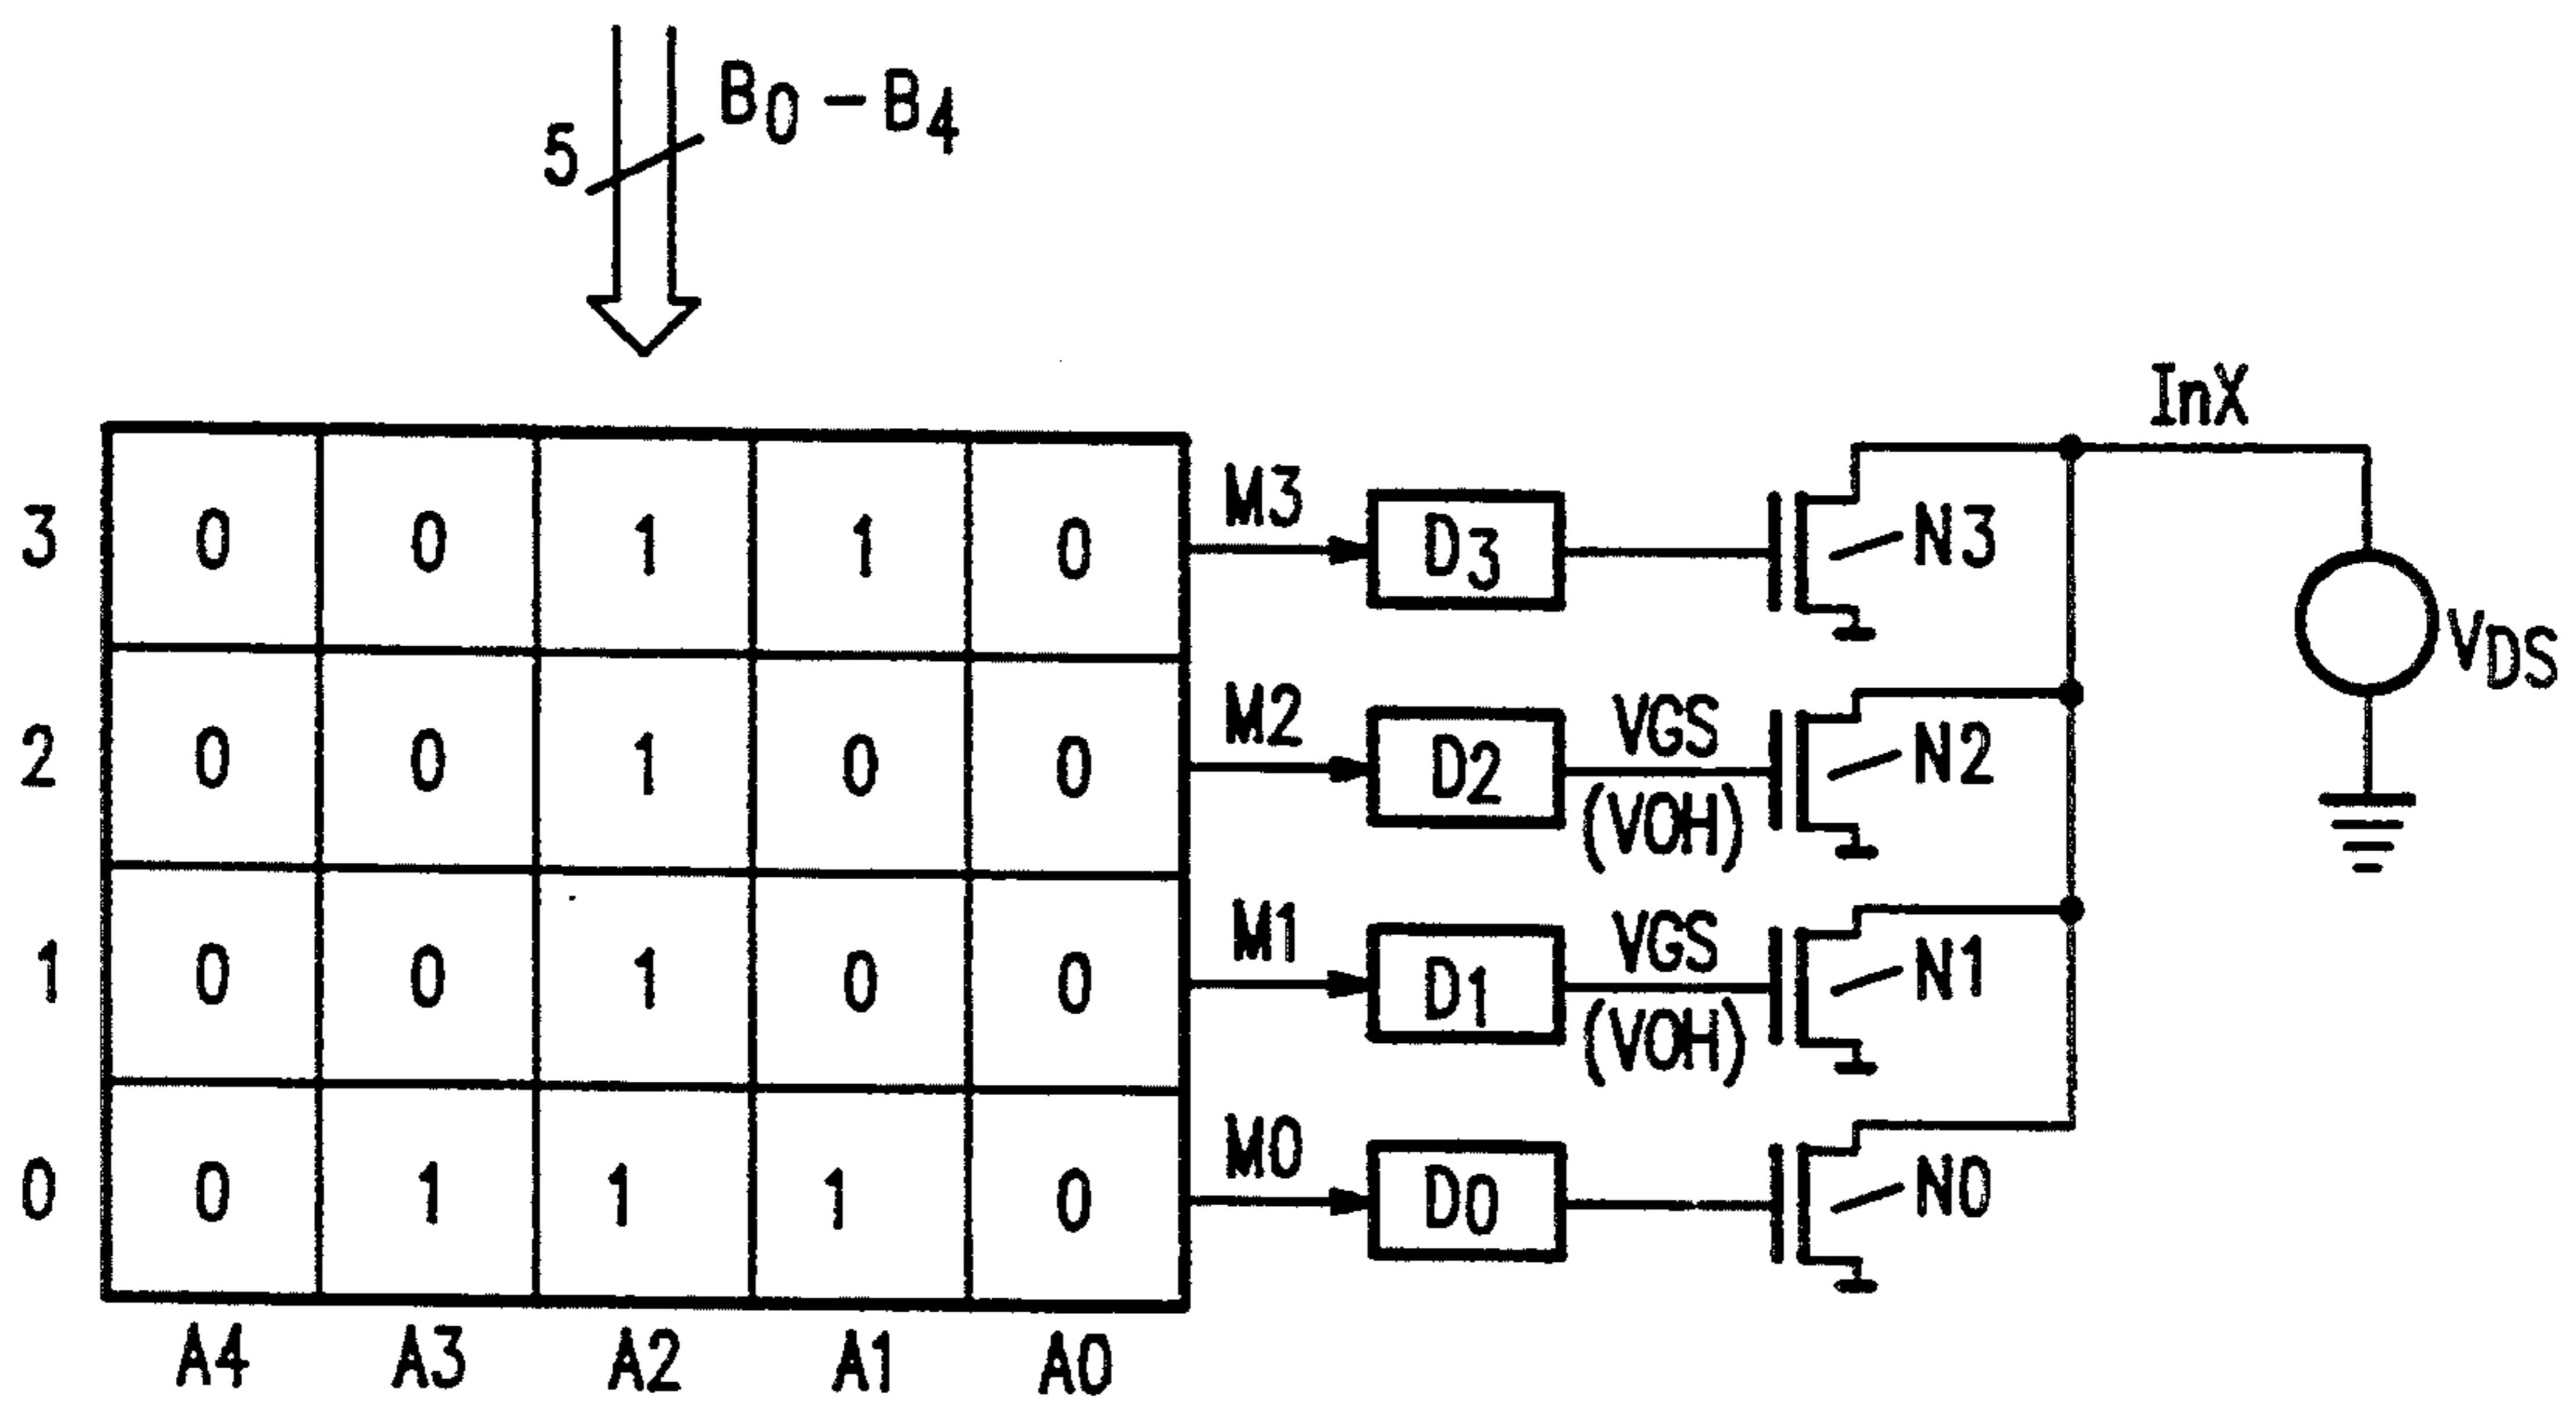 5 B0 - B4
InX
3 0 0 1 1 0 M3 D3 N3
VDS
2 0 0 1 0 0 M2 D2 VGS N2
(VOH)
1 0 0 1 0 0 M1 D1 VGS N1
(VOH)
0 0 1 1 1 0 M0 D0 N0
A4 A3 A2 A1 A0